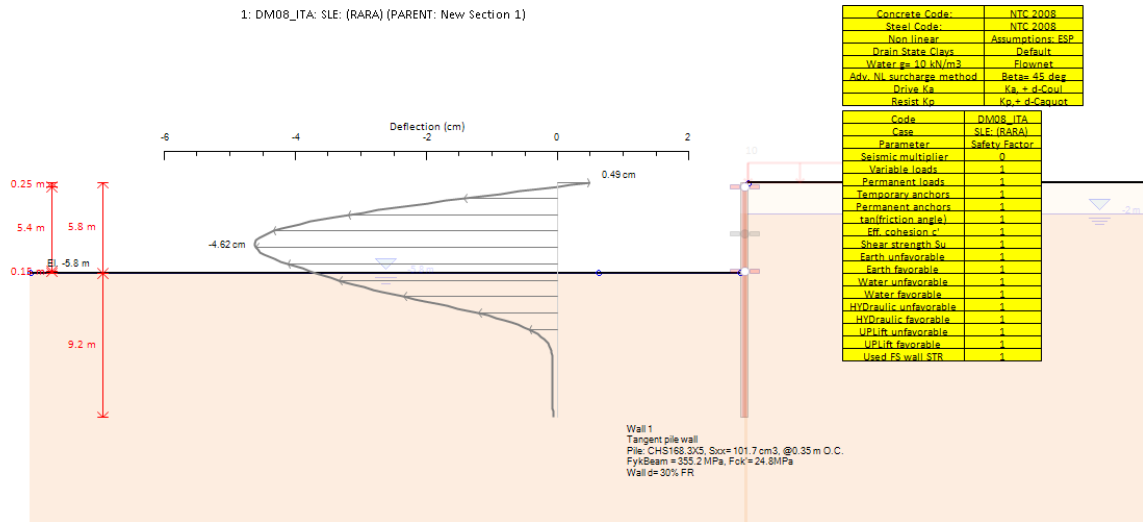 1: DM08_ITA: SLE: (RARA) (PARENT: New Section 1)
Concrete Code: NTC 2008
Steel Code: NTC 2008
Non linear Assumptions: ESP
Drain State Clays Default
Water g= 10 kN/m3 Flownet
Adv. NL surcharge method Beta= 45 deg
Drive Ka Ka, + d-Coul
Resist Kp Kp,+ d-Caquot
Code DM08_ITA
Case SLE: (RARA)
Parameter Safety Factor
Seismic multiplier 0
Variable loads 1
Permanent loads 1
Temporary anchors 1
Permanent anchors 1
tan(friction angle) 1
Eff. cohesion c' 1
Shear strength Su 1
Earth unfavorable 1
Earth favorable 1
Water unfavorable 1
Water favorable 1
HYDraulic unfavorable 1
HYDraulic favorable 1
UPLift unfavorable 1
UPLift favorable 1
Used FS wall STR 1
Deflection (cm)
-6 -4 -2 0 2
10
0.25 m
0.49 cm
-2 m
5.4 m 5.8 m
-4.62 cm
El. -5.8 m
-5.8 m
9.2 m
Wall 1
Tangent pile wall
Pile: CHS168.3X5, Sxx= 101.7 cm3, @0.35 m O.C.
FykBeam = 355.2 MPa, Fck'= 24.8MPa
Wall d= 30% FR